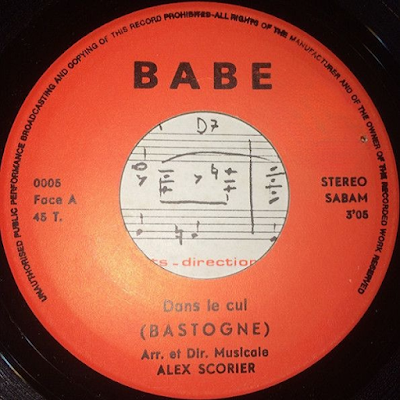 UNAUTHORISED PUBLIC PERFORMANCE BROADCASTING AND COPYING OF THIS RECORD PROHIBITED-ALL RIGHTS OF THE MANUFACTURER AND OF THE OWNER OF THE RECORDED WORK RESERVED
BABE
D7
0005
Face A
45 T.
STEREO
SABAM
3'05
ts - direction
Dans le cul
(BASTOGNE)
Arr. et Dir. Musicale
ALEX SCORIER